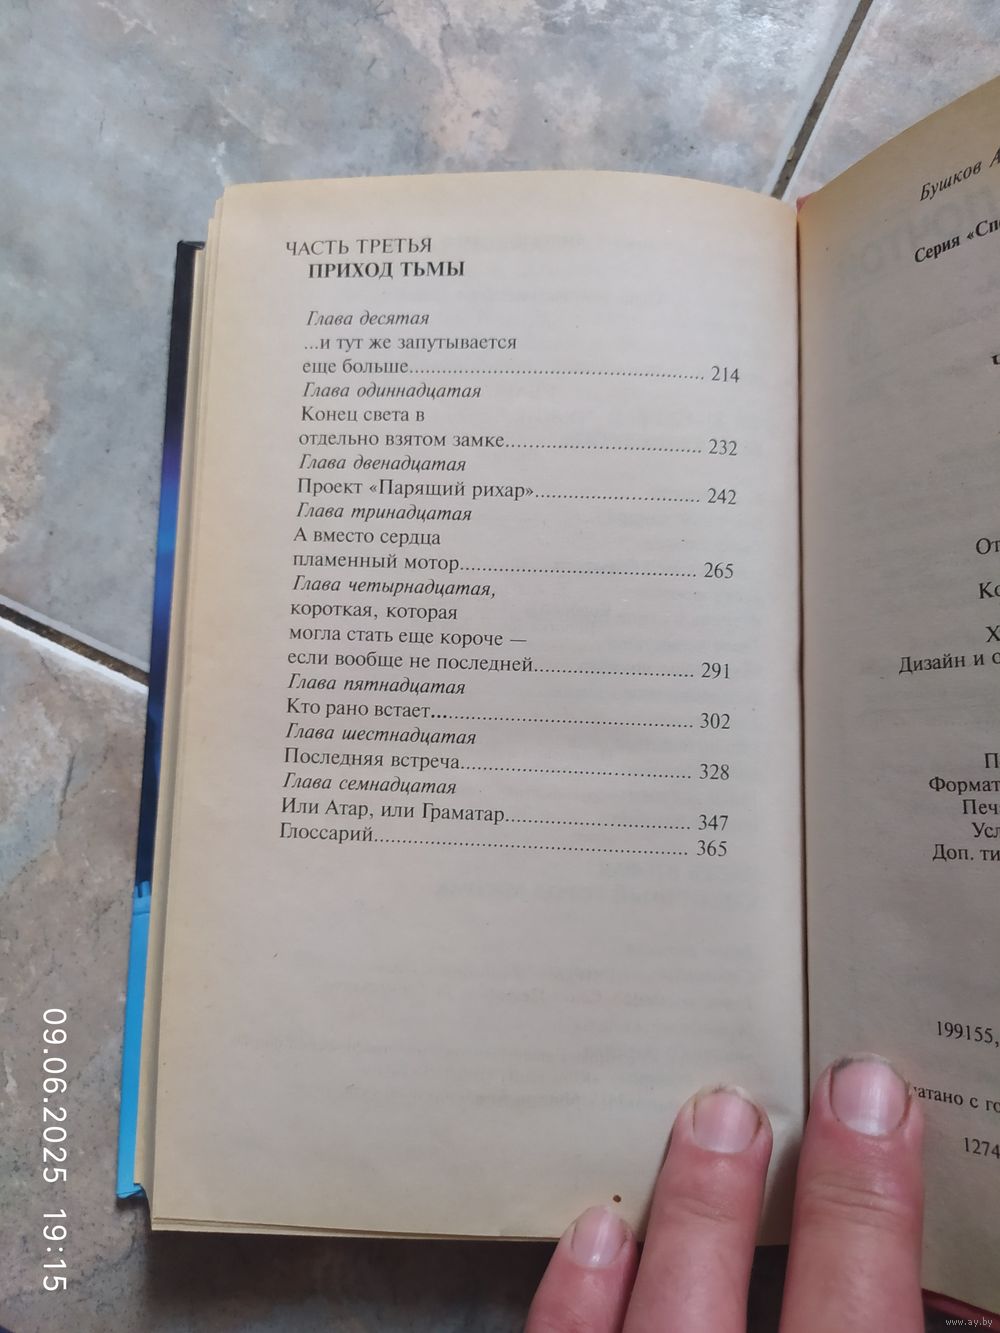 ЧАСТЬ ТРЕТЬЯ
ПРИХОД ТЬМЫ
Глава десятая
...и тут же запутывается
еще больше.................................................. 214
Глава одиннадцатая
Конец света в
отдельно взятом замке.................................. 232
Глава двенадцатая
Проект «Парящий рихар»............................ 242
Глава тринадцатая
А вместо сердца
пламенный мотор........................................ 265
Глава четырнадцатая,
короткая, которая
могла стать еще короче —
если вообще не последней........................... 291
Глава пятнадцатая
Кто рано встает............................................ 302
Глава шестнадцатая
Последняя встреча....................................... 328
Глава семнадцатая
Или Атар, или Граматар............................... 347
Глоссарий..................................................... 365
Бушков А
Серия «Спе
От
Ко
Х
Дизайн и о
П
Формат
Печ
Усл
Доп. ти
199155,
чатано с го
1274
09.06.2025 19:15
www.ay.by